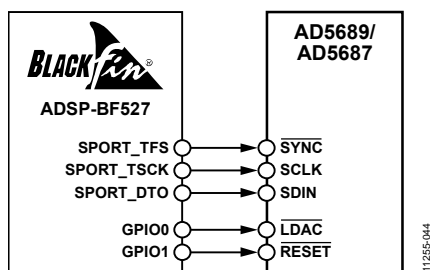 BLACKfin®
ADSP-BF527
SPORT_TFS
SPORT_TSCK
SPORT_DTO
GPIO0
GPIO1
AD5689/
AD5687
SYNC
SCLK
SDIN
LDAC
RESET
11255-044